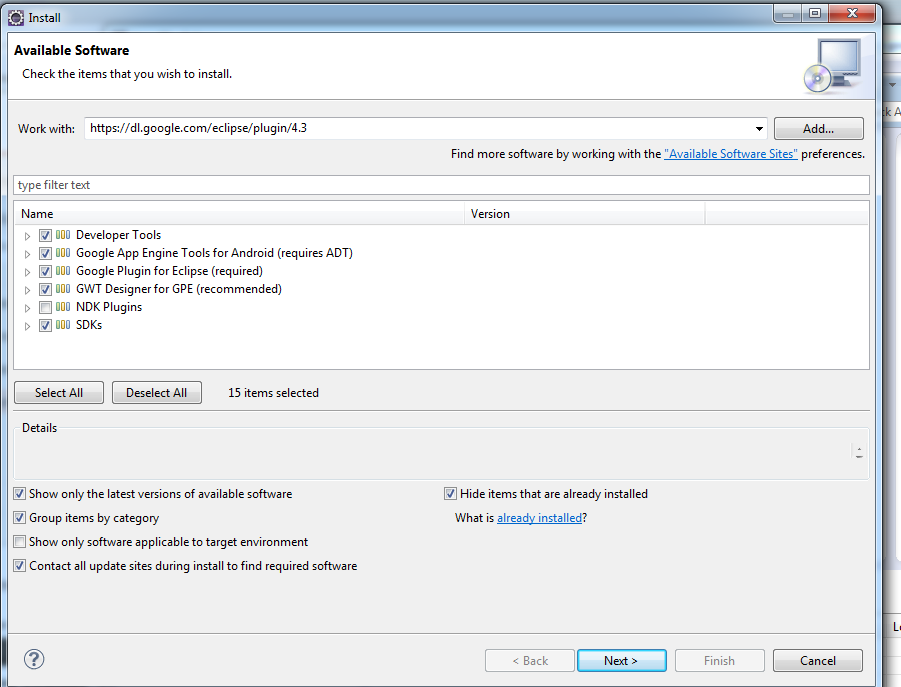 Install
Available Software
Check the items that you wish to install.
Work with: https://dl.google.com/eclipse/plugin/4.3 Add...
Find more software by working with the "Available Software Sites" preferences.
type filter text
Name Version
Developer Tools
Google App Engine Tools for Android (requires ADT)
Google Plugin for Eclipse (required)
GWT Designer for GPE (recommended)
NDK Plugins
SDKs
Select All Deselect All 15 items selected
Details
Show only the latest versions of available software Hide items that are already installed
Group items by category What is already installed?
Show only software applicable to target environment
Contact all update sites during install to find required software
? < Back Next > Finish Cancel